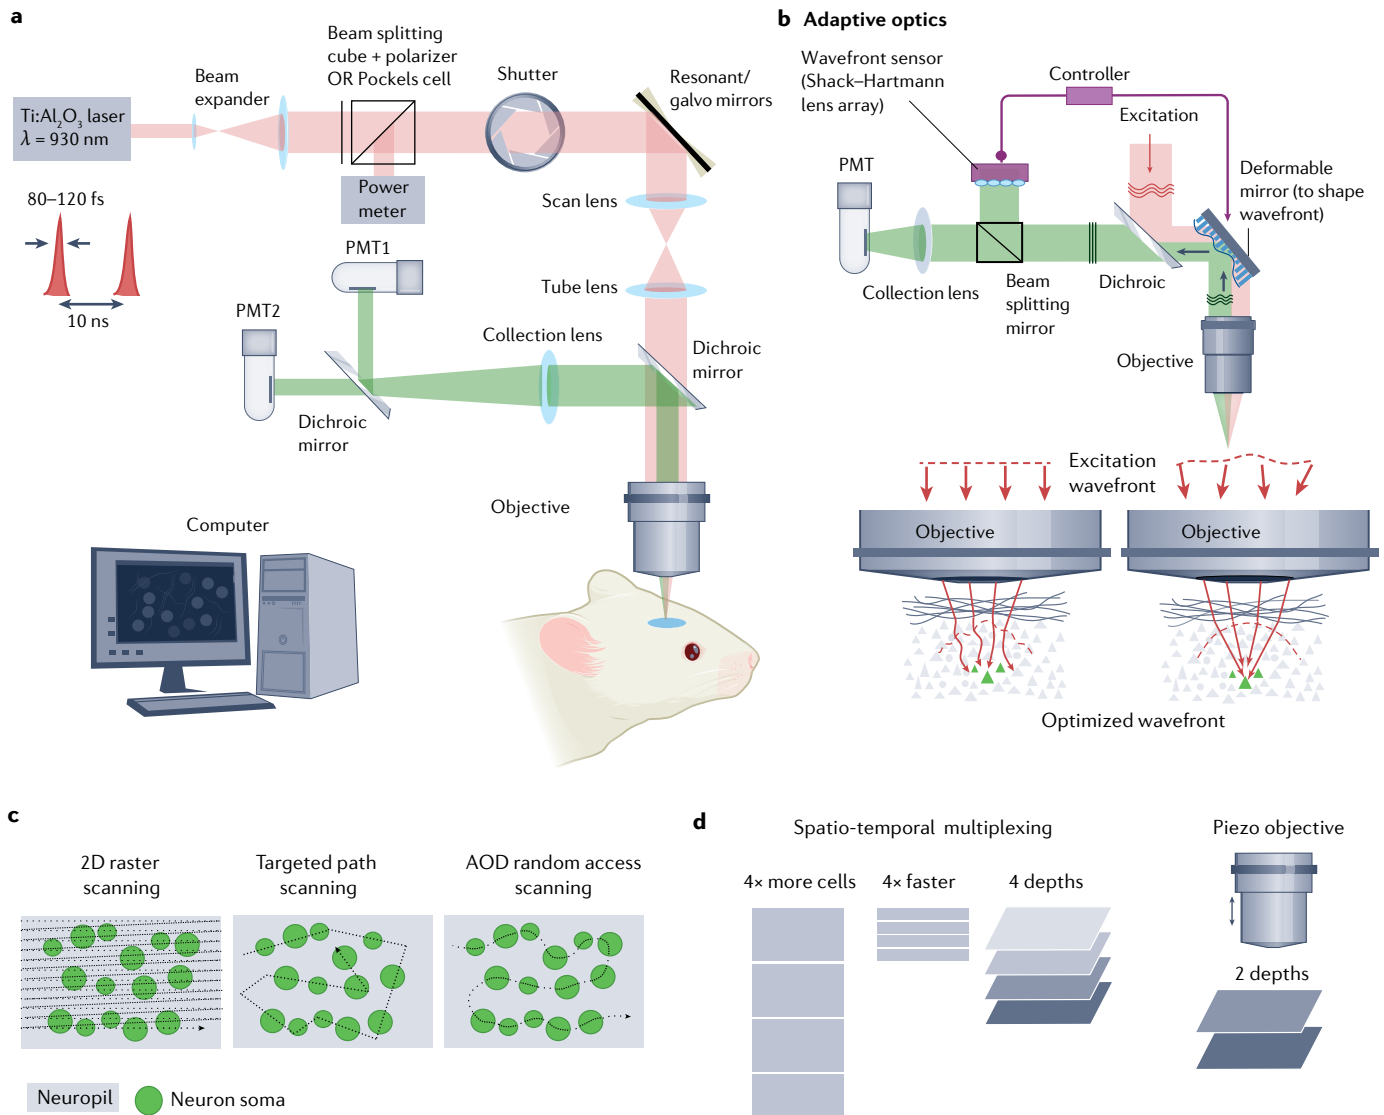 a
Beam splitting
cube + polarizer
OR Pockels cell
Beam
expander
Shutter
Resonant/
galvo mirrors
Ti:Al₂O₃ laser
λ = 930 nm
Power
meter
Scan lens
80–120 fs
10 ns
PMT1
Tube lens
PMT2
Collection lens
Dichroic
mirror
Dichroic
mirror
Objective
Computer
b Adaptive optics
Wavefront sensor
(Shack–Hartmann
lens array)
Controller
Excitation
PMT
Deformable
mirror (to shape
wavefront)
Collection lens
Beam
splitting
mirror
Dichroic
Objective
Excitation
wavefront
Objective
Objective
Optimized wavefront
c
2D raster
scanning
Targeted path
scanning
AOD random access
scanning
Neuropil
Neuron soma
d
Spatio-temporal multiplexing
4× more cells
4× faster
4 depths
Piezo objective
2 depths